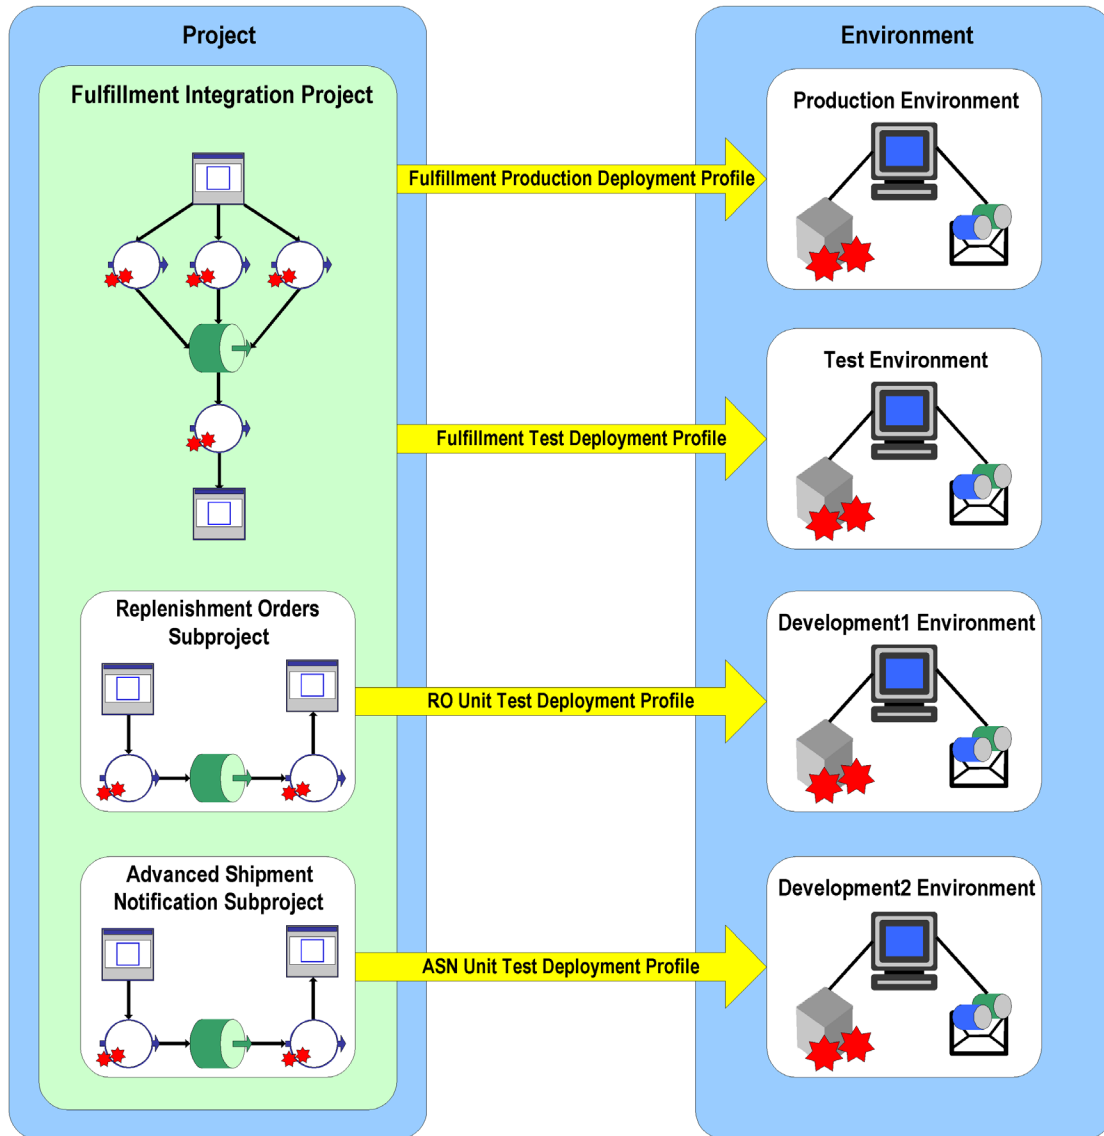 Project
Fulfillment Integration Project
Replenishment Orders
Subproject
Advanced Shipment
Notification Subproject
Fulfillment Production Deployment Profile
Fulfillment Test Deployment Profile
RO Unit Test Deployment Profile
ASN Unit Test Deployment Profile
Environment
Production Environment
Test Environment
Development1 Environment
Development2 Environment